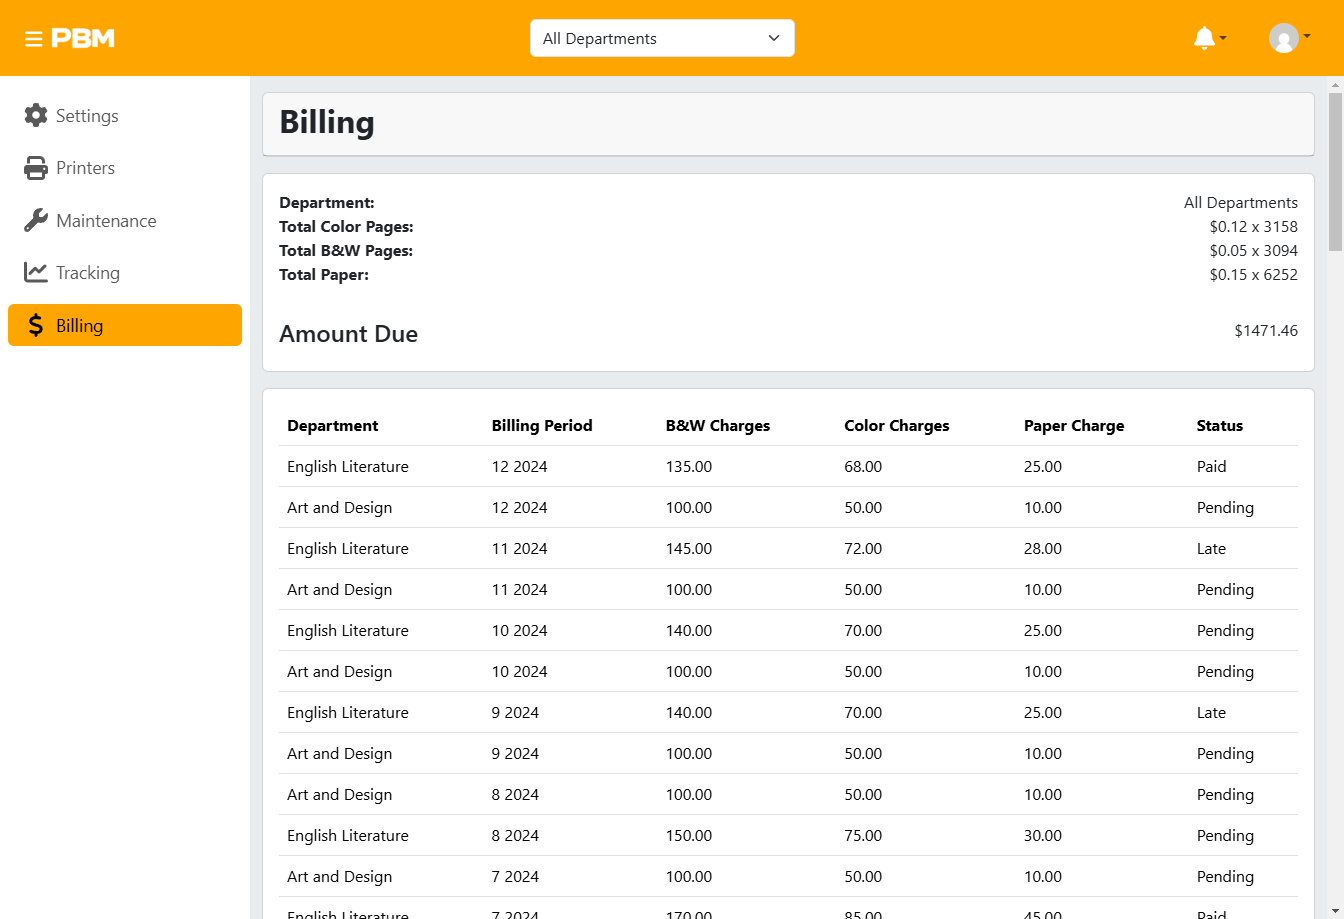 PBM
All Departments
Settings
Printers
Maintenance
Tracking
Billing
Billing
Department: All Departments
Total Color Pages: $0.12 x 3158
Total B&W Pages: $0.05 x 3094
Total Paper: $0.15 x 6252
Amount Due $1471.46
Department Billing Period B&W Charges Color Charges Paper Charge Status
English Literature 12 2024 135.00 68.00 25.00 Paid
Art and Design 12 2024 100.00 50.00 10.00 Pending
English Literature 11 2024 145.00 72.00 28.00 Late
Art and Design 11 2024 100.00 50.00 10.00 Pending
English Literature 10 2024 140.00 70.00 25.00 Pending
Art and Design 10 2024 100.00 50.00 10.00 Pending
English Literature 9 2024 140.00 70.00 25.00 Late
Art and Design 9 2024 100.00 50.00 10.00 Pending
Art and Design 8 2024 100.00 50.00 10.00 Pending
English Literature 8 2024 150.00 75.00 30.00 Pending
Art and Design 7 2024 100.00 50.00 10.00 Pending
English Literature 7 2024 170.00 85.00 45.00 Paid